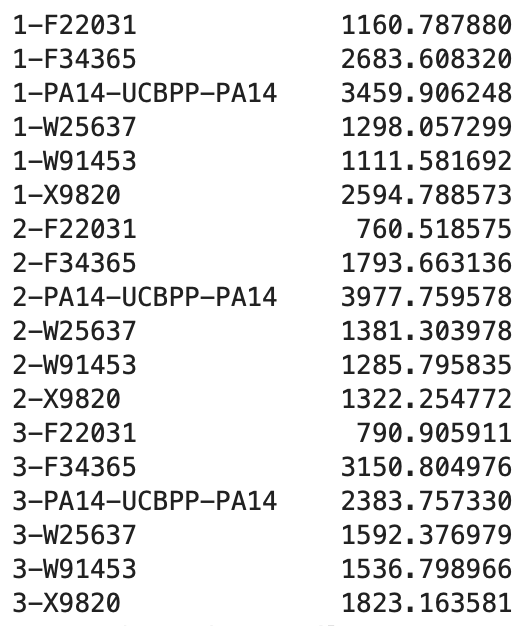 1-F22031 1160.787880
1-F34365 2683.608320
1-PA14-UCBPP-PA14 3459.906248
1-W25637 1298.057299
1-W91453 1111.581692
1-X9820 2594.788573
2-F22031 760.518575
2-F34365 1793.663136
2-PA14-UCBPP-PA14 3977.759578
2-W25637 1381.303978
2-W91453 1285.795835
2-X9820 1322.254772
3-F22031 790.905911
3-F34365 3150.804976
3-PA14-UCBPP-PA14 2383.757330
3-W25637 1592.376979
3-W91453 1536.798966
3-X9820 1823.163581